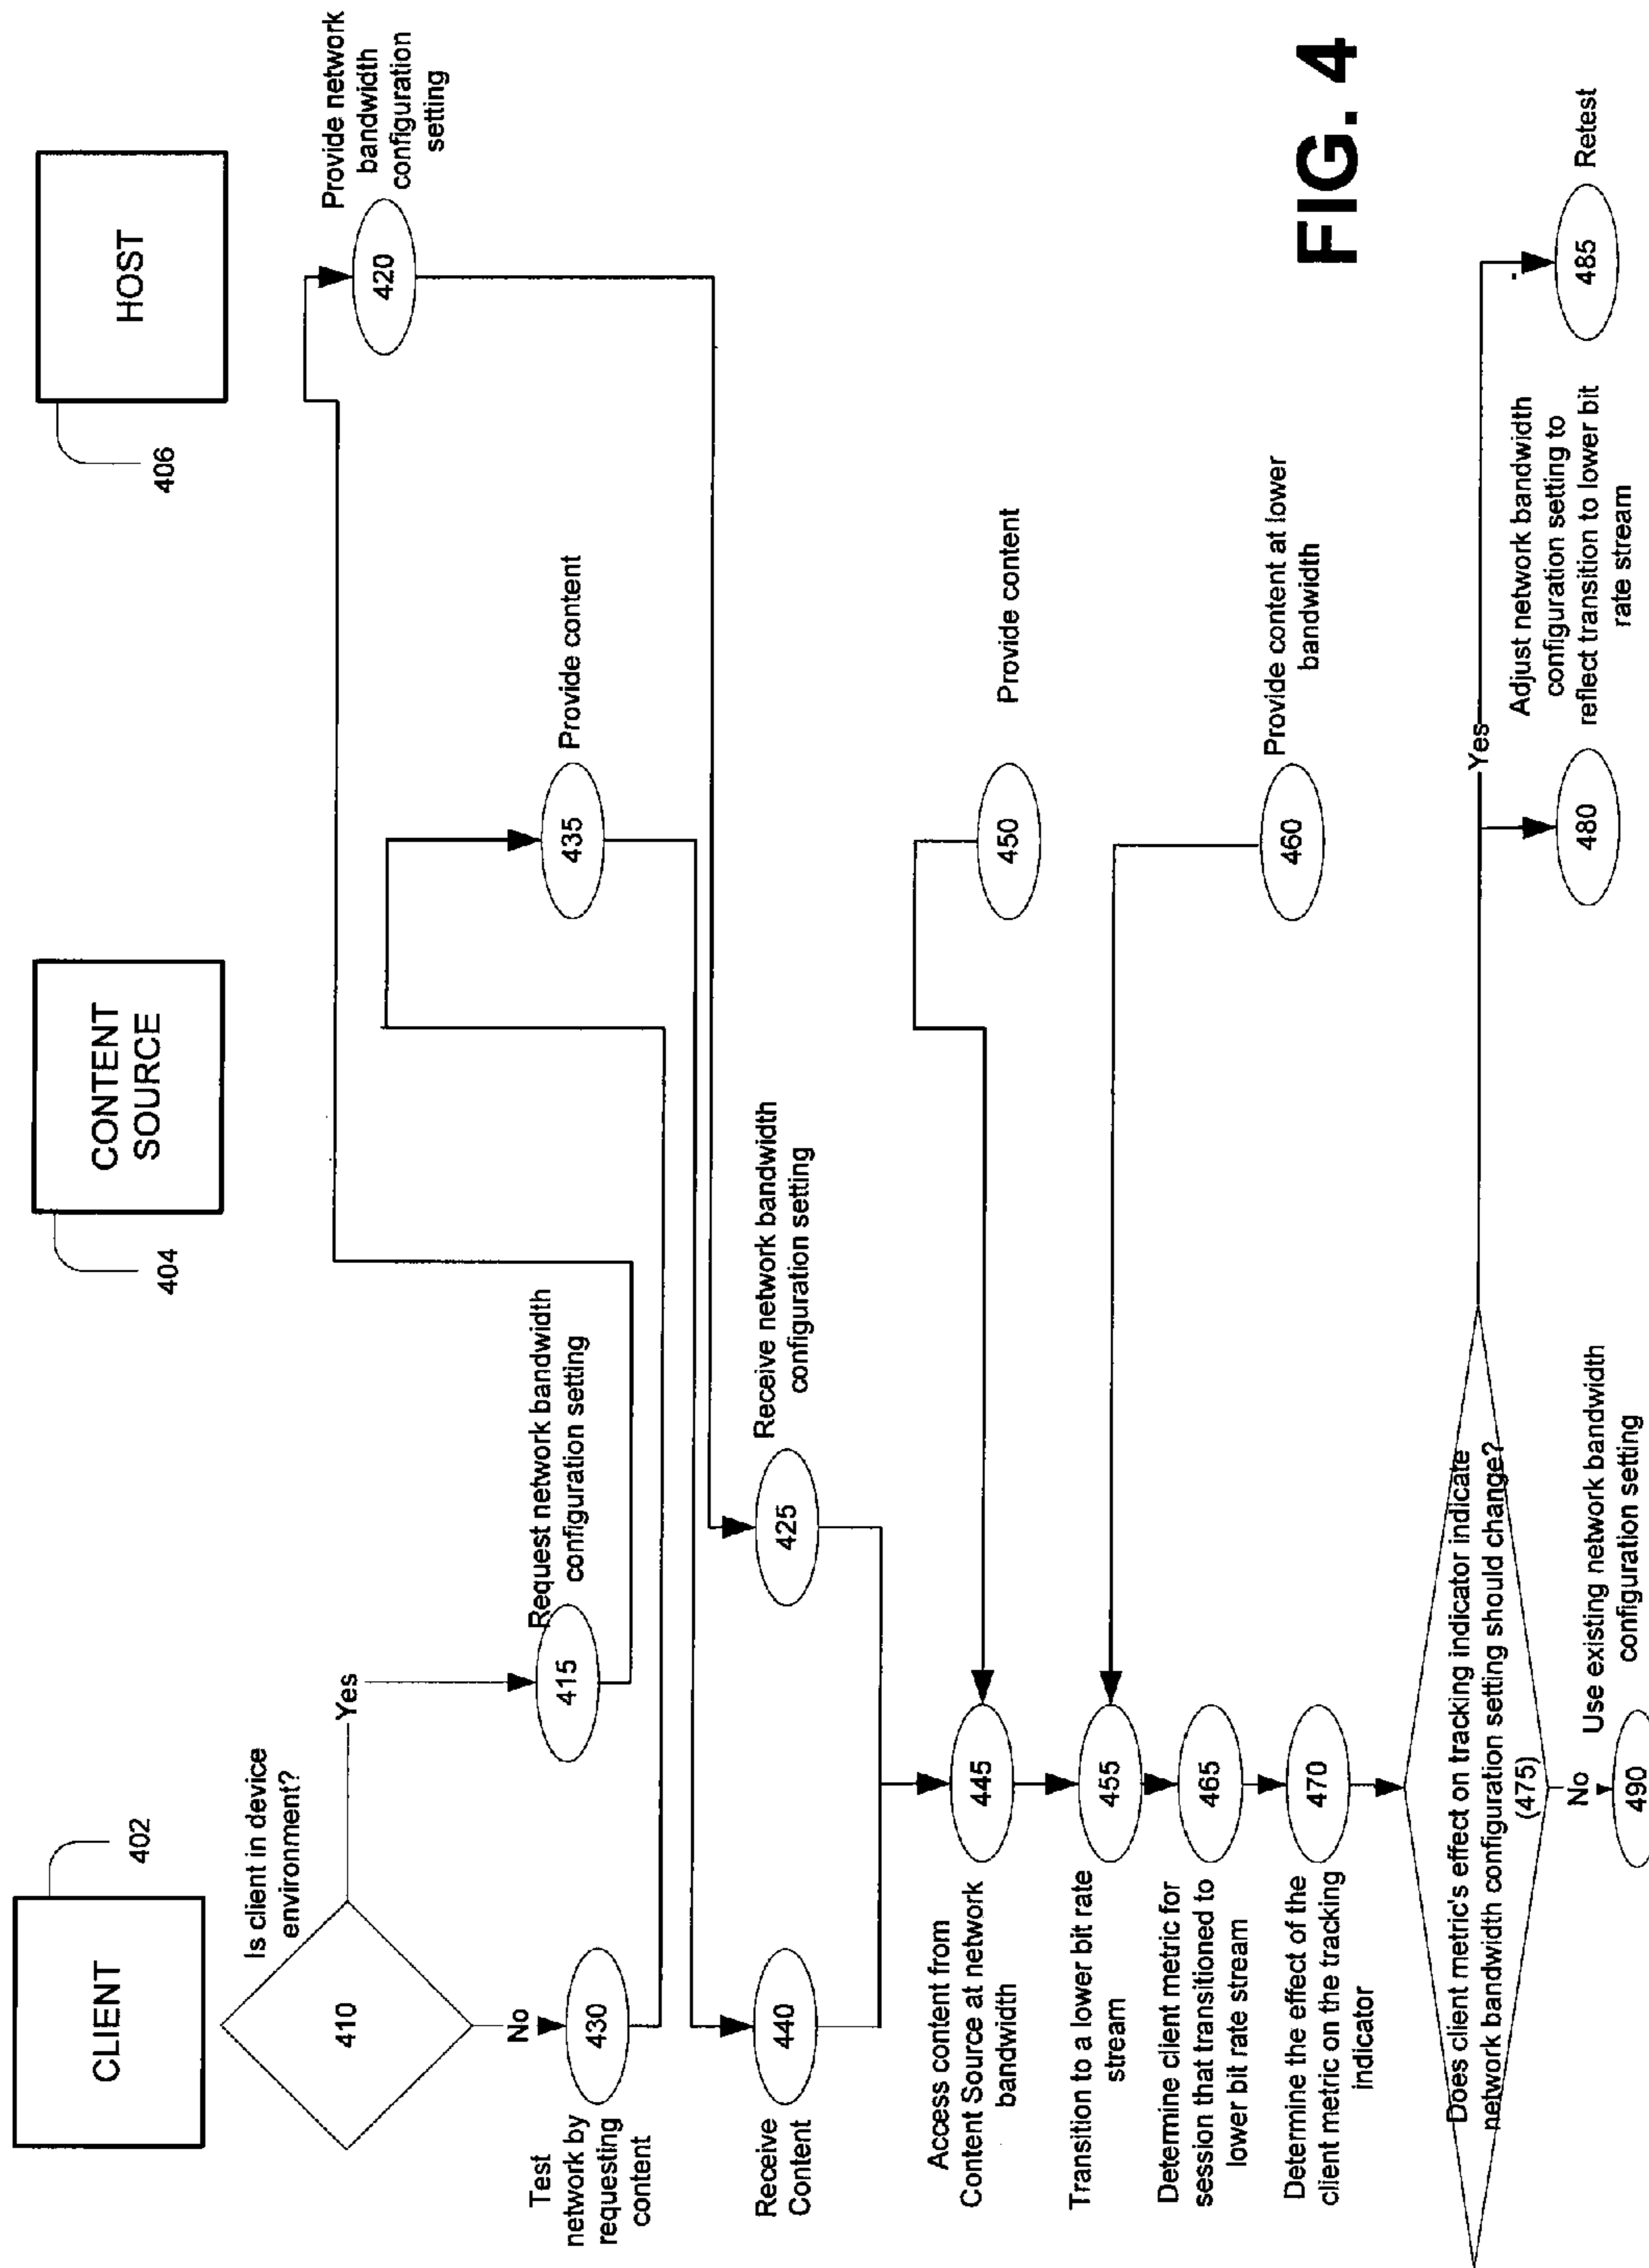 CLIENT
402
CONTENT
SOURCE
404
HOST
406
Is client in device
environment?
410
Yes
No
Request network bandwidth
configuration setting
415
Provide network
bandwidth
configuration
setting
420
Test
network by
requesting
content
430
Provide content
435
Receive
Content
440
Receive network bandwidth
configuration setting
425
Access content from
Content Source at network
bandwidth
445
Provide content
450
Transition to a lower bit rate
stream
455
Provide content at lower
bandwidth
460
Determine client metric for
session that transitioned to
lower bit rate stream
465
Determine the effect of the
client metric on the tracking
indicator
470
Does client metric's effect on tracking indicator indicate
network bandwidth configuration setting should change?
(475)
Yes
No
Adjust network bandwidth
configuration setting to
reflect transition to lower bit
rate stream
480
Retest
485
Use existing network bandwidth
configuration setting
490
FIG. 4